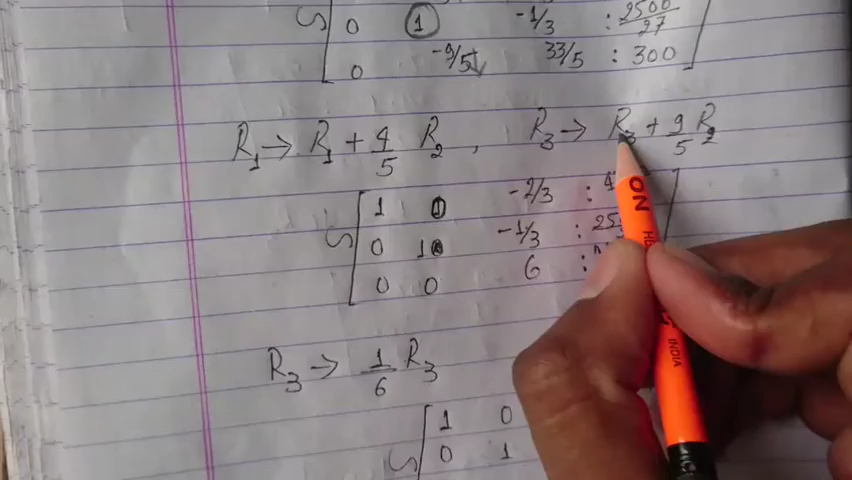 0 1 -1/3 : 2500/27
0 -9/5 33/5 : 300
R1 → R1 + 4/5 R2 , R3 → R3 + 9/5 R2
~ 1 0 -2/3 : 4
0 1 0 -1/3 : 25
0 0 6 :
R3 → 1/6 R3
1 0
~ 0 1
ON
HB
INDIA